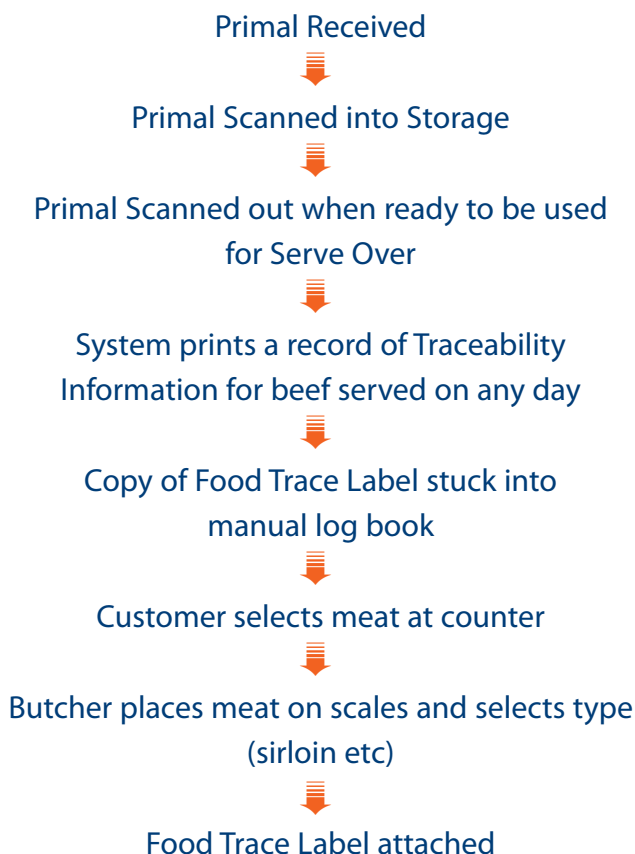 Primal Received
Primal Scanned into Storage
Primal Scanned out when ready to be used
for Serve Over
System prints a record of Traceability
Information for beef served on any day
Copy of Food Trace Label stuck into
manual log book
Customer selects meat at counter
Butcher places meat on scales and selects type
(sirloin etc)
Food Trace Label attached